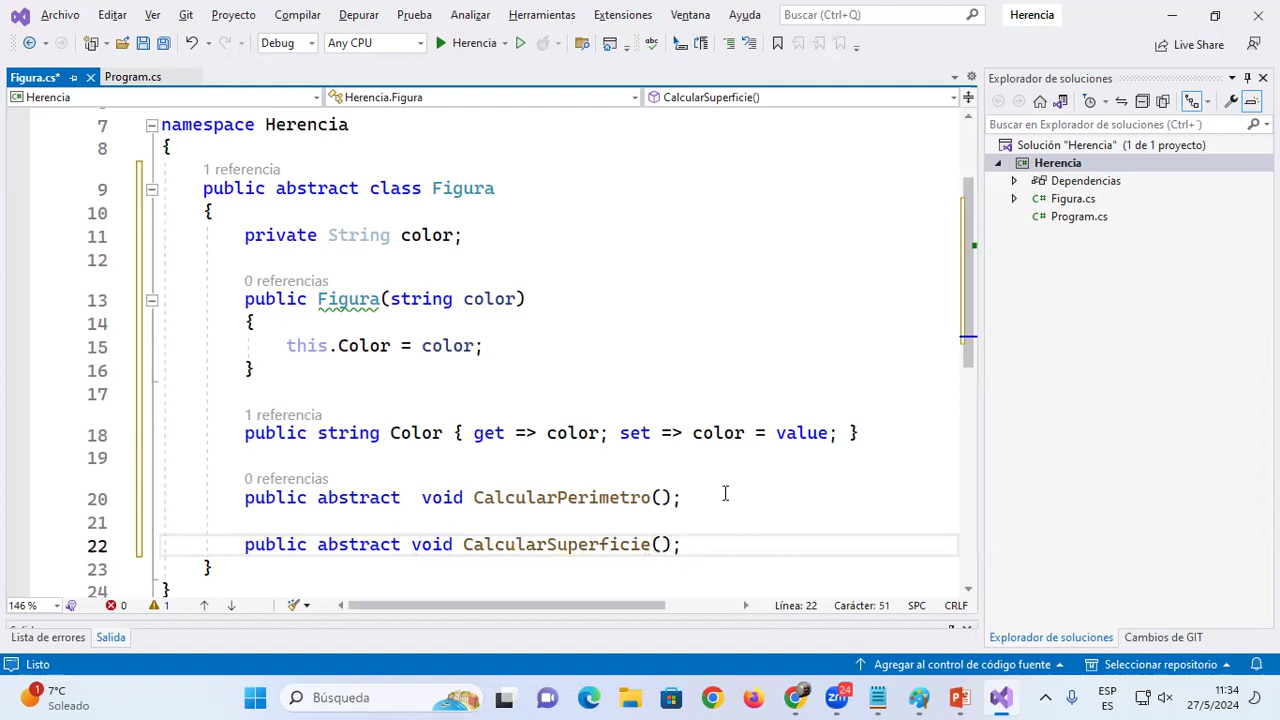 Archivo Editar Ver Git Proyecto Compilar Depurar Prueba Analizar Herramientas Extensiones Ventana Ayuda Buscar (Ctrl+Q) Herencia
Debug Any CPU Herencia Live Share
Figura.cs* Program.cs Explorador de soluciones
Herencia Herencia.Figura CalcularSuperficie()
Buscar en Explorador de soluciones (Ctrl+´)
Solución "Herencia" (1 de 1 proyecto)
Herencia
Dependencias
Figura.cs
Program.cs
7 namespace Herencia
8 {
1 referencia
9 public abstract class Figura
10 {
11 private String color;
12
0 referencias
13 public Figura(string color)
14 {
15 this.Color = color;
16 }
17
1 referencia
18 public string Color { get => color; set => color = value; }
19
0 referencias
20 public abstract  void CalcularPerimetro();
21
22 public abstract void CalcularSuperficie();
23 }
24 }
146 % 0 1 Línea: 22 Carácter: 51 SPC CRLF
Salida
Lista de errores Salida Explorador de soluciones Cambios de GIT
Listo Agregar al control de código fuente Seleccionar repositorio
1 7°C Soleado Búsqueda 24 ESP ES 11:34 27/5/2024